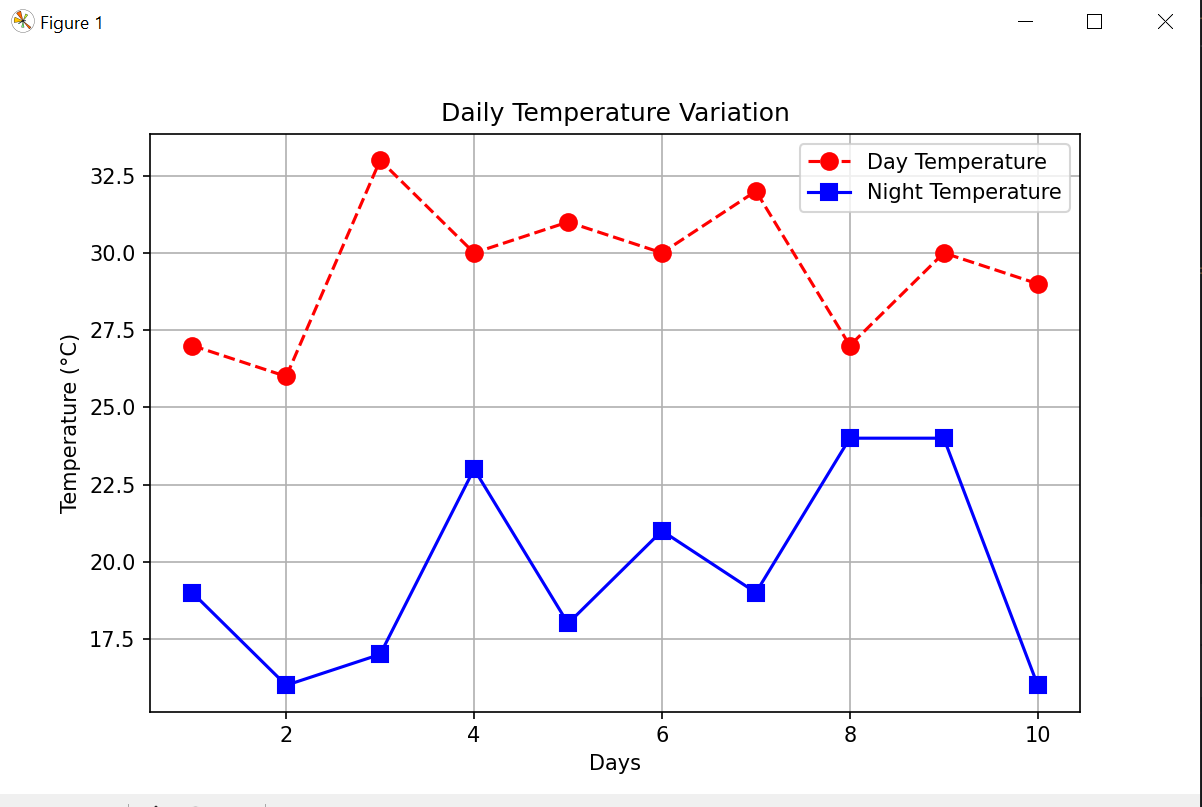 Figure 1
Daily Temperature Variation
Day Temperature
Night Temperature
32.5
30.0
27.5
25.0
22.5
20.0
17.5
Temperature (°C)
2 4 6 8 10
Days